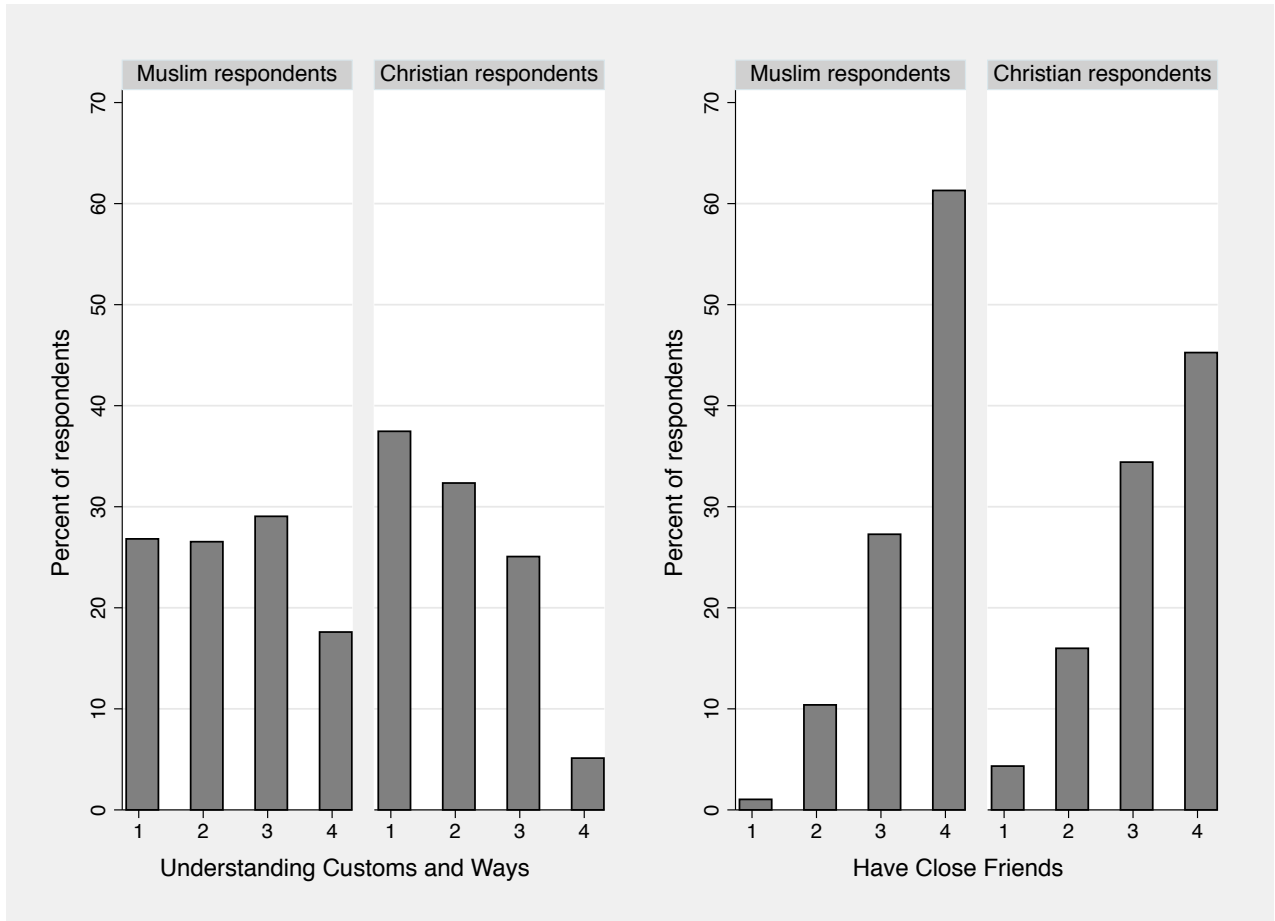 Muslim respondents
Christian respondents
Percent of respondents
70
60
50
40
30
20
10
0
1 2 3 4
1 2 3 4
Understanding Customs and Ways
Muslim respondents
Christian respondents
Percent of respondents
70
60
50
40
30
20
10
0
1 2 3 4
1 2 3 4
Have Close Friends